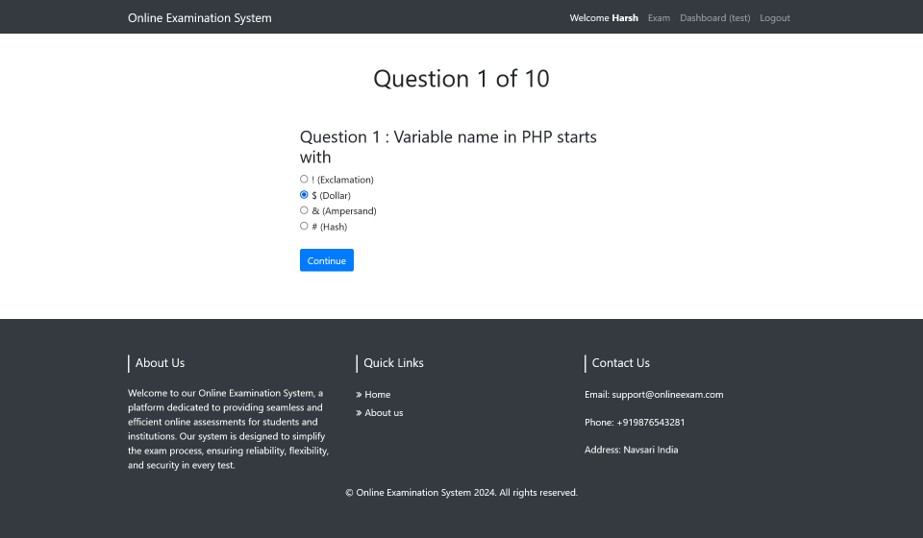 Online Examination System
Welcome Harsh Exam Dashboard (test) Logout
Question 1 of 10
Question 1 : Variable name in PHP starts
with
! (Exclamation)
$ (Dollar)
& (Ampersand)
# (Hash)
Continue
About Us
Welcome to our Online Examination System, a
platform dedicated to providing seamless and
efficient online assessments for students and
institutions. Our system is designed to simplify
the exam process, ensuring reliability, flexibility,
and security in every test.
Quick Links
» Home
» About us
Contact Us
Email: support@onlineexam.com
Phone: +919876543281
Address: Navsari India
© Online Examination System 2024. All rights reserved.